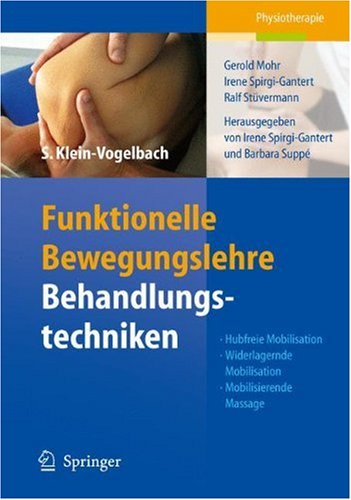 Physiotherapie
Gerold Mohr
Irene Spirgi-Gantert
Ralf Stüvermann
Herausgegeben
von Irene Spirgi-Gantert
und Barbara Suppé
S. Klein-Vogelbach
Funktionelle
Bewegungslehre
Behandlungs-
techniken
· Hubfreie Mobilisation
· Widerlagernde
Mobilisation
· Mobilisierende
Massage
Springer